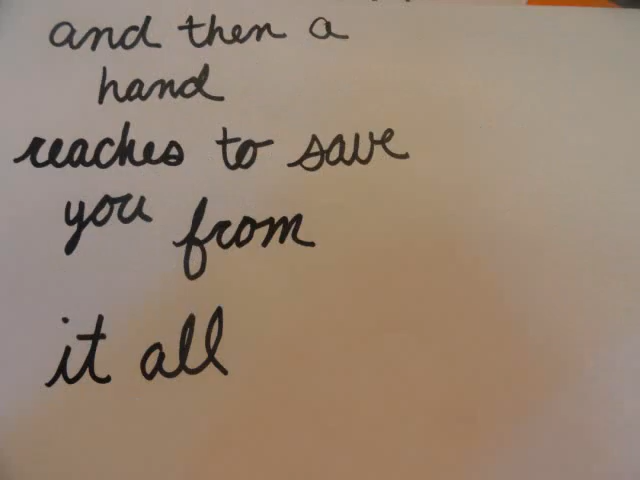 and then a
hand
reaches to save
you from
it all